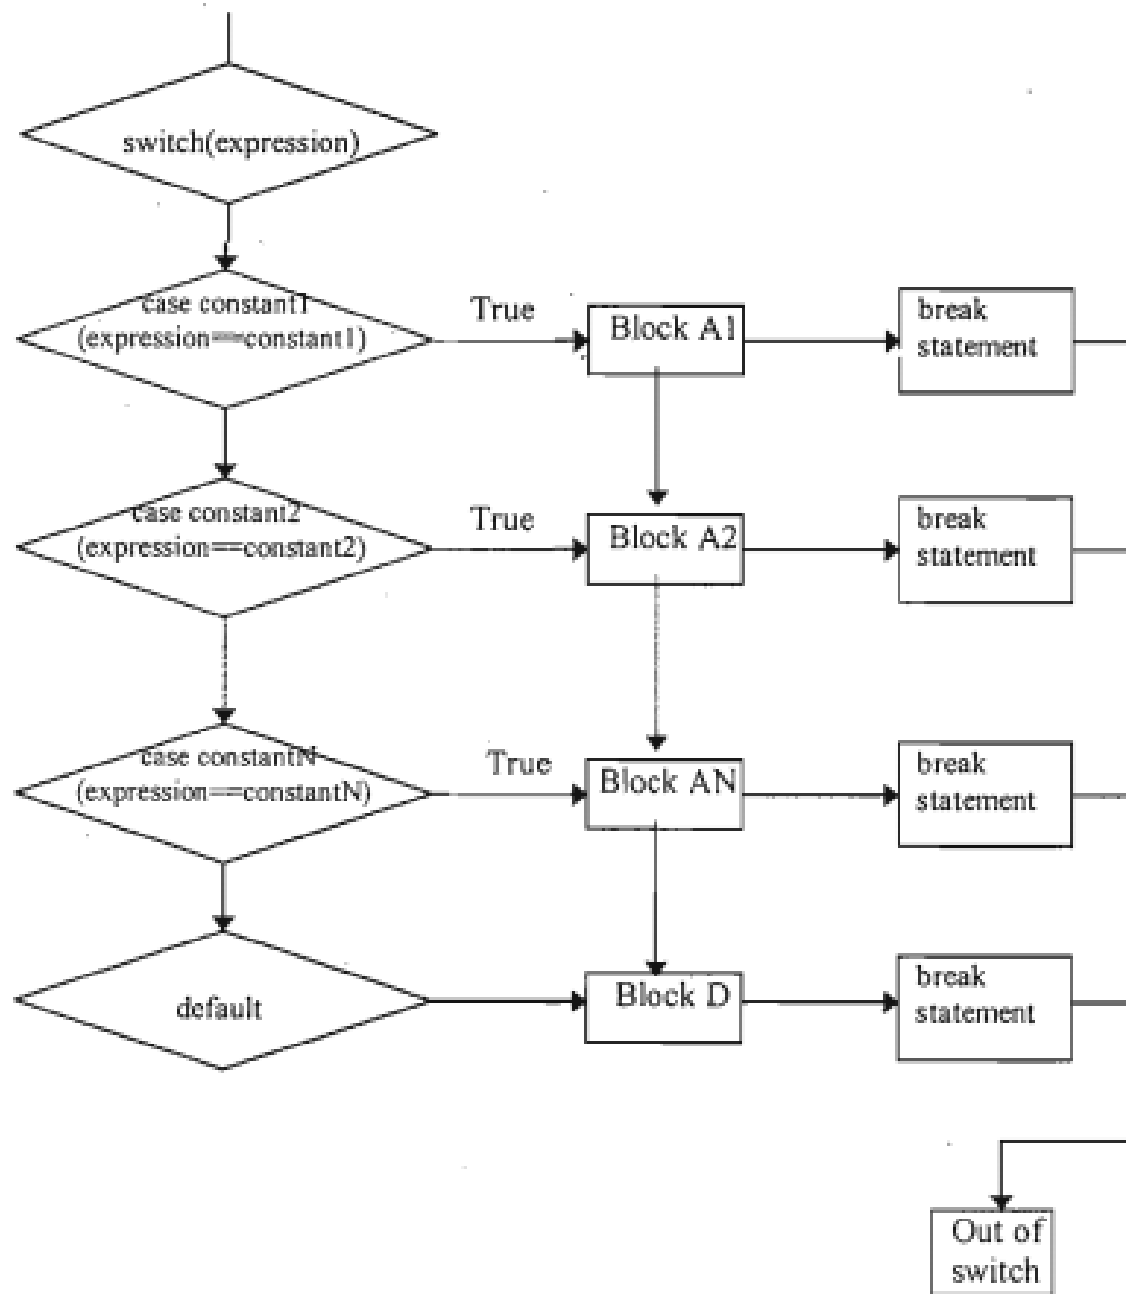 switch(expression)
case constant1
(expression==constant1)
True
Block A1
break
statement
case constant2
(expression==constant2)
True
Block A2
break
statement
case constantN
(expression==constantN)
True
Block AN
break
statement
default
Block D
break
statement
Out of
switch